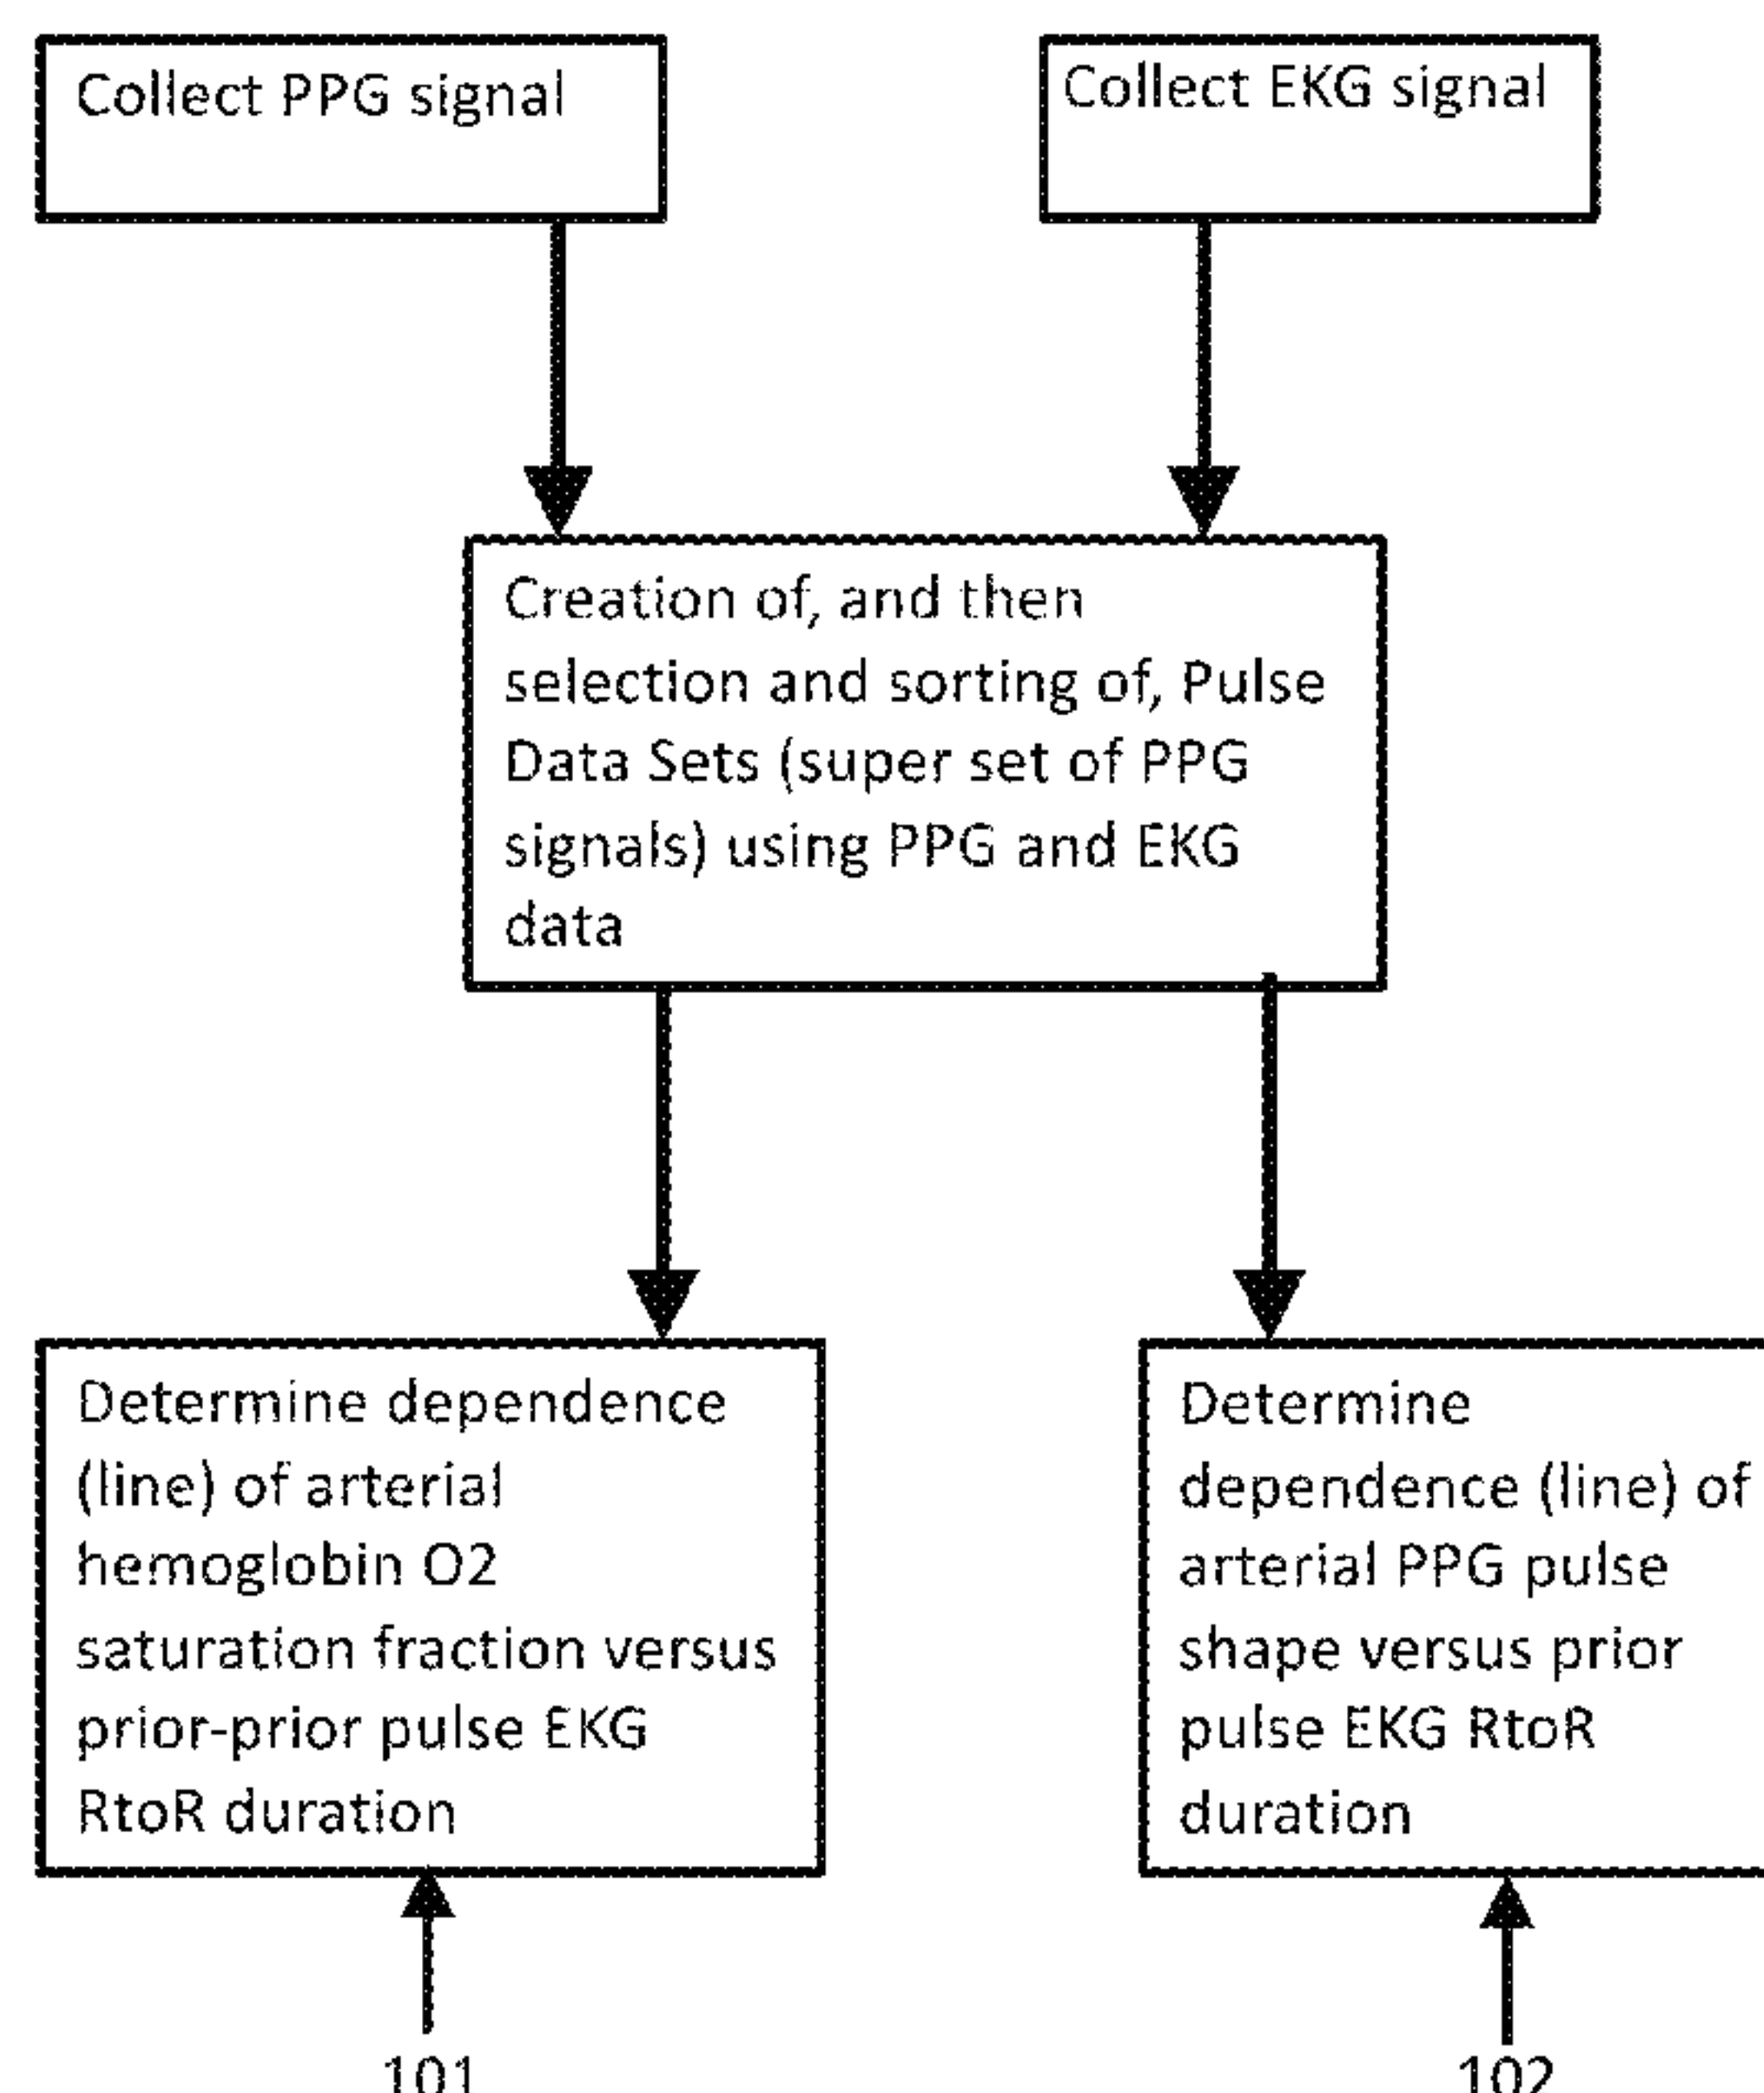 Collect PPG signal
Collect EKG signal
Creation of, and then
selection and sorting of, Pulse
Data Sets (super set of PPG
signals) using PPG and EKG
data
Determine dependence
(line) of arterial
hemoglobin O2
saturation fraction versus
prior-prior pulse EKG
RtoR duration
Determine
dependence (line) of
arterial PPG pulse
shape versus prior
pulse EKG RtoR
duration
101
102